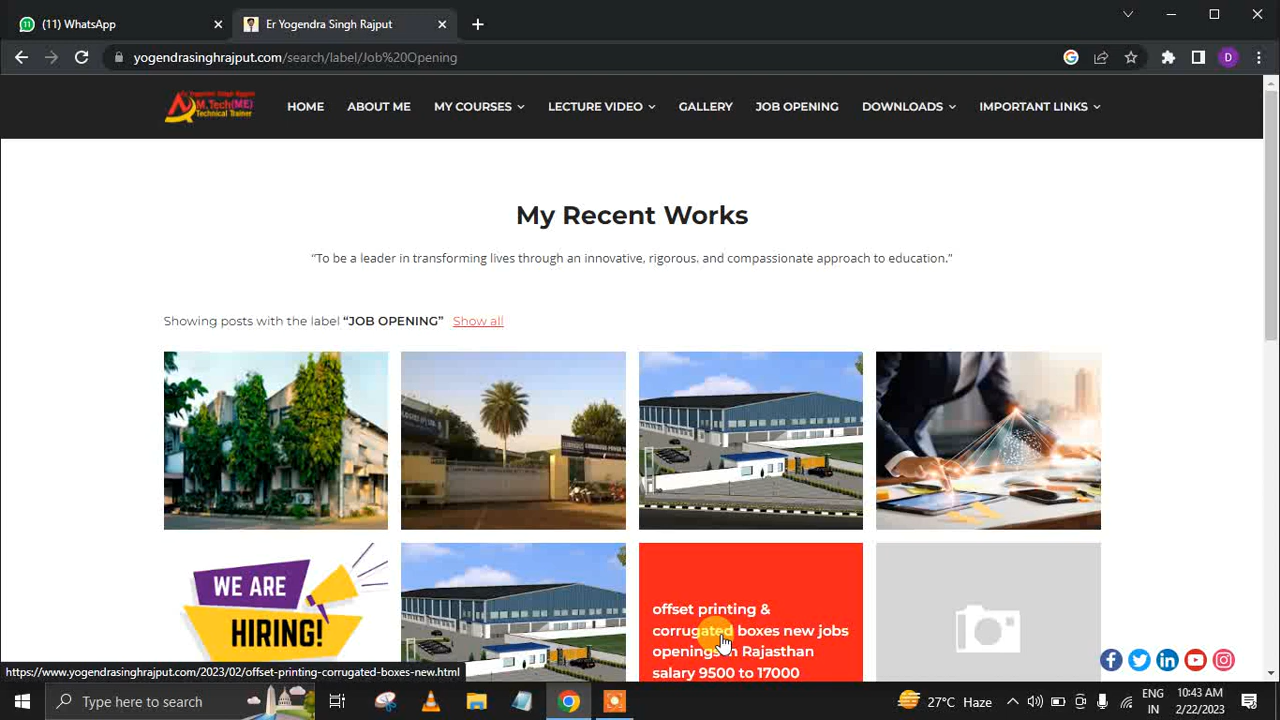 (11) WhatsApp
Er Yogendra Singh Rajput
yogendrasinghrajput.com/search/label/Job%20Opening
D
Er Yogendra Singh Rajput
M.Tech(ME)
Technical Trainer
HOME
ABOUT ME
MY COURSES
LECTURE VIDEO
GALLERY
JOB OPENING
DOWNLOADS
IMPORTANT LINKS
My Recent Works
“To be a leader in transforming lives through an innovative, rigorous. and compassionate approach to education.”
Showing posts with the label “JOB OPENING” Show all
WE ARE
HIRING!
offset printing &
corrugated boxes new jobs
openings in Rajasthan
salary 9500 to 17000
https://www.yogendrasinghrajput.com/2023/02/offset-printing-corrugated-boxes-new.html
Type here to search
27°C Haze
ENG
IN
10:43 AM
2/22/2023